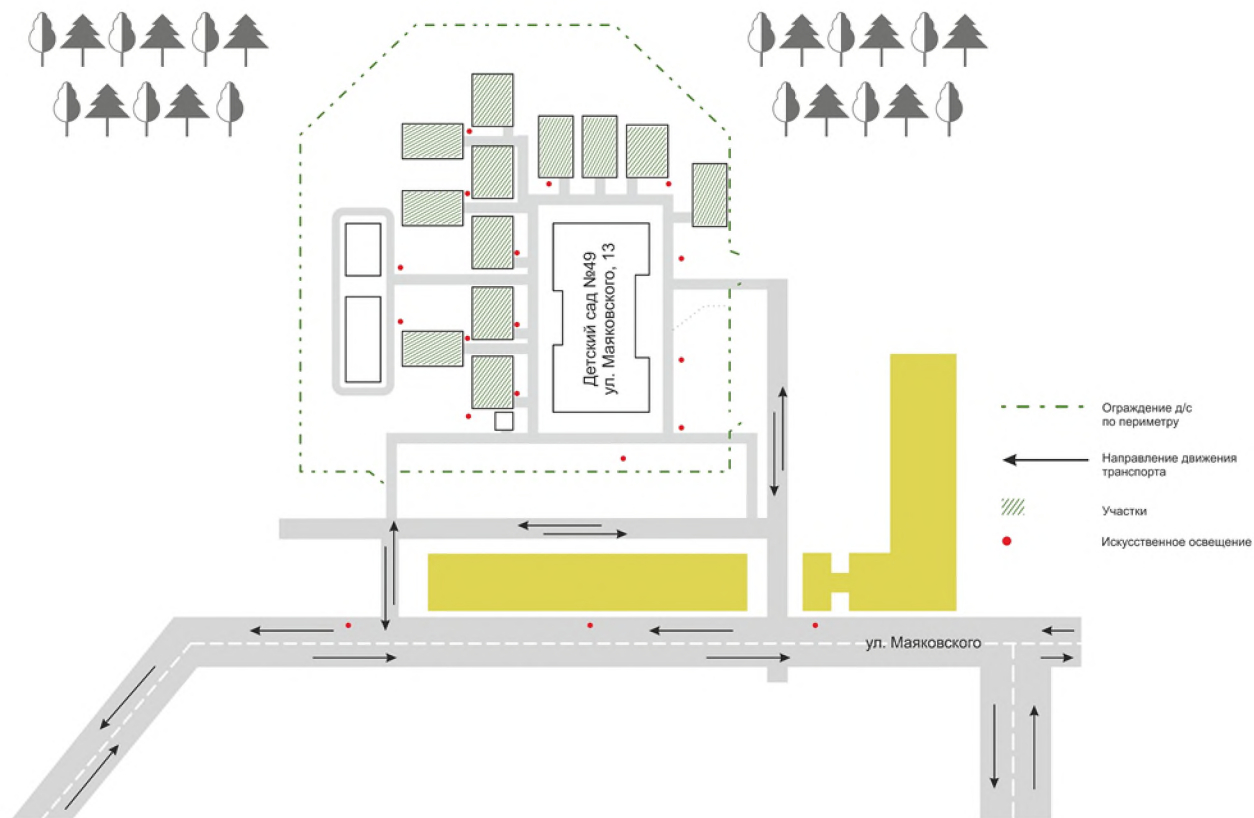 Детский сад №49
ул. Маяковского, 13
Ограждение д/с
по периметру
Направление движения
транспорта
Участки
Искусственное освещение
ул. Маяковского